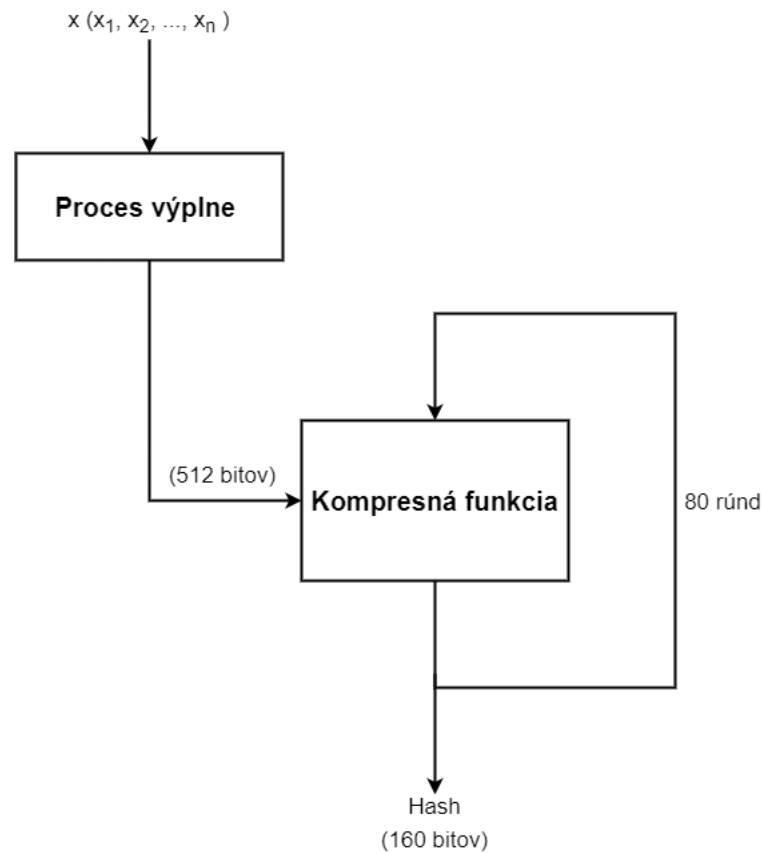 x (x₁, x₂, ..., xₙ )
Proces výplne
(512 bitov)
Kompresná funkcia
80 rúnd
Hash
(160 bitov)